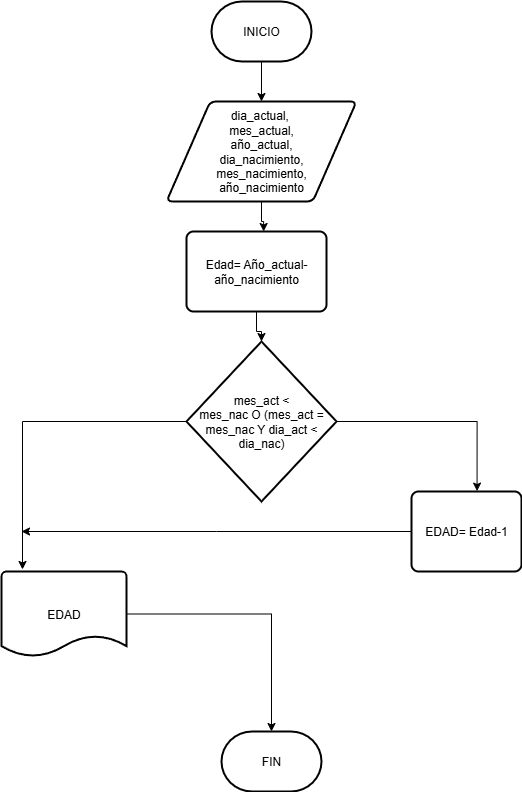 INICIO
dia_actual,
mes_actual,
año_actual,
dia_nacimiento,
mes_nacimiento,
año_nacimiento
Edad= Año_actual-
año_nacimiento
mes_act <
mes_nac O (mes_act =
mes_nac Y dia_act <
dia_nac)
EDAD= Edad-1
EDAD
FIN